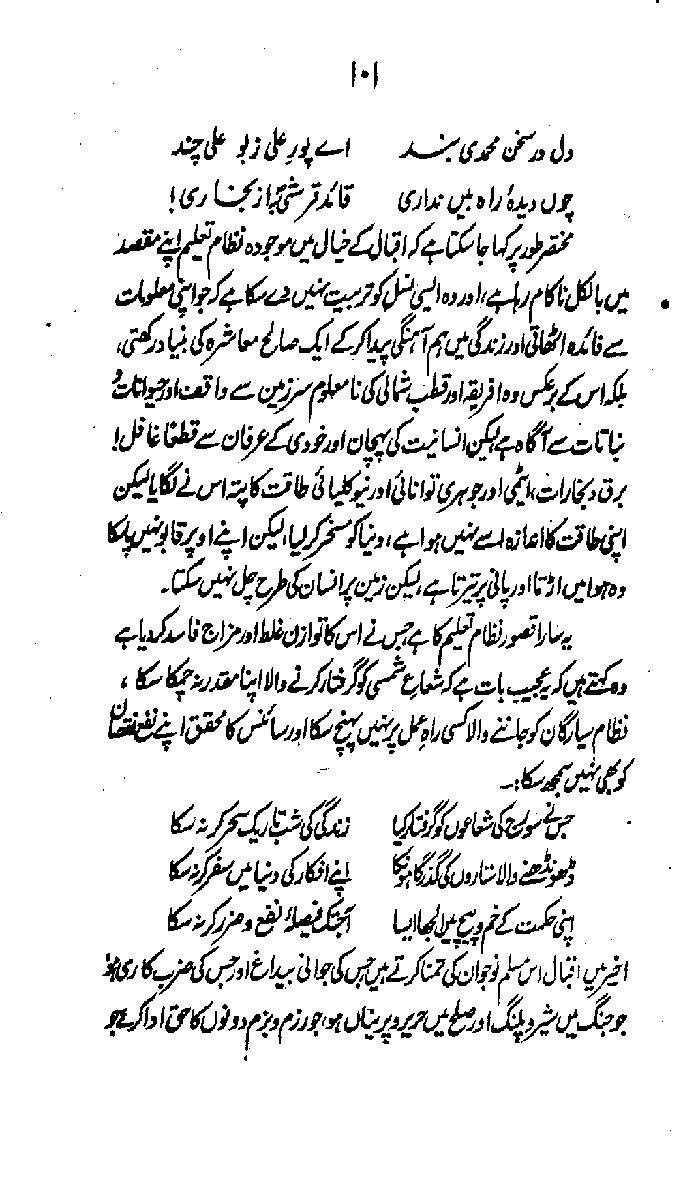 ۱۰۱
دل در سخن محمدی بند اے پورِ علی ز بو علی چند
چوں دیدۂ راہ بیں نداری قائد قرشی بہ از بخاری!
مختصر طور پر کہا جا سکتا ہے کہ اقبال کے خیال میں موجودہ نظام تعلیم اپنے مقصد
میں بالکل ناکام رہا ہے، اور وہ ایسی نسل کو تربیت نہیں دے سکا ہے کہ جو اپنی معلومات
سے فائدہ اٹھاتی اور زندگی میں ہم آہنگی پیدا کر کے ایک صالح معاشرہ کی بنیاد رکھتی،
بلکہ اس کے برعکس وہ افریقہ اور قطب شمالی کی نامعلوم سرزمین سے واقف اور حیوانات و
نباتات سے آگاہ ہے لیکن انسانیت کی پہچان اور خودی کے عرفان سے قطعًا غافل!
برق و بخارات، ایٹمی اور جوہری توانائی اور نیوکلیائی طاقت کا پتہ اس نے لگایا لیکن
اپنی طاقت کا اندازہ اسے نہیں ہوا ہے، دنیا کو مسخر کر لیا، لیکن اپنے اوپر قابو نہیں پا سکا
وہ ہوا میں اڑتا اور پانی پر تیرتا ہے، لیکن زمین پر انسان کی طرح چل نہیں سکتا۔
یہ سارا قصور نظام تعلیم کا ہے جس نے اس کا توازن غلط اور مزاج فاسد کر دیا ہے
وہ کہتے ہیں کہ یہ عجیب بات ہے کہ شعاع شمسی کو گرفتار کرنے والا اپنا مقدر نہ چمکا سکا،
نظام سیارگان کو جاننے والا کسی راہ عمل پر نہیں پہنچ سکا اور سائنس کا محقق اپنے نفع نقصان
کو بھی نہیں سمجھ سکا:۔
جس نے سورج کی شعاعوں کو گرفتار کیا زندگی کی شب تاریک سحر کر نہ سکا
ڈھونڈھنے والا ستاروں کی گذرگاہوں کا اپنے افکار کی دنیا میں سفر کر نہ سکا
اپنی حکمت کے خم و پیچ میں الجھا ایسا آجتک فیصلۂ نفع و ضرر کر نہ سکا
اخیر میں اقبال اس مسلم نوجوان کی تمنا کرتے ہیں جس کی جوانی بیداغ اور جس کی ضرب کاری ہو
جو جنگ میں شیر و پلنگ اور صلح میں حریر و پرنیاں ہو، جو رزم و بزم دونوں کا حق ادا کرے جو